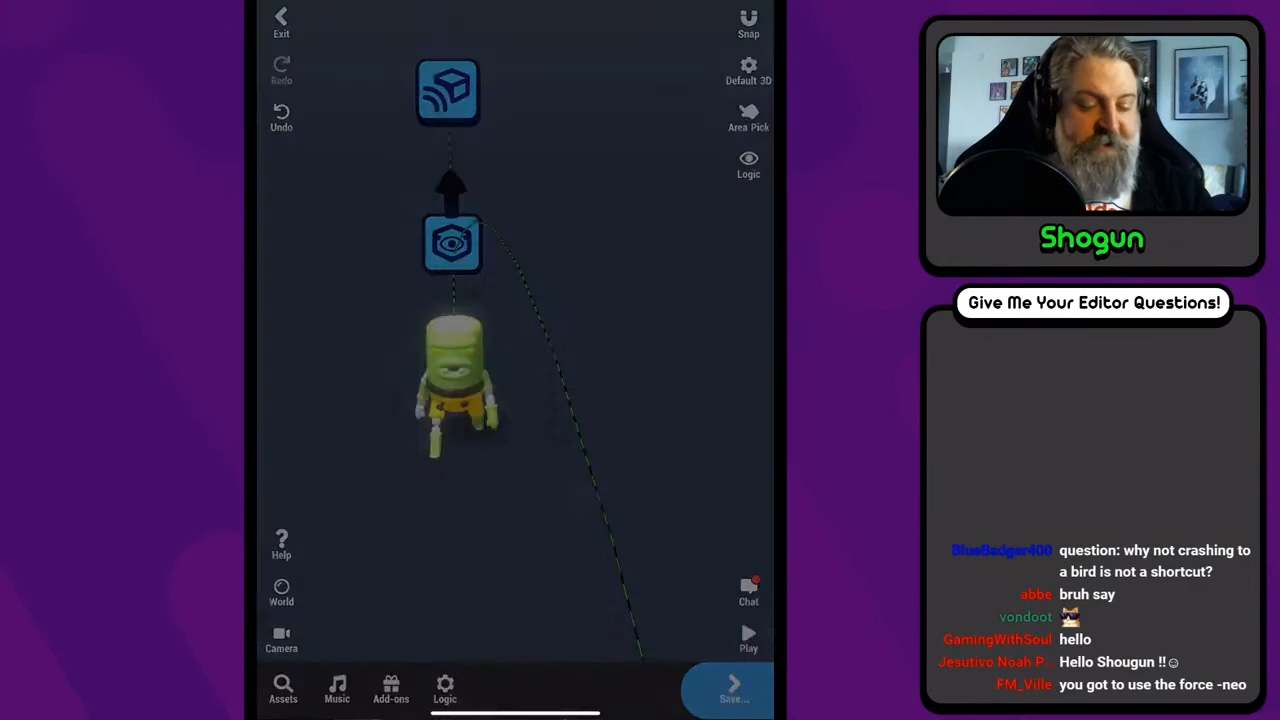 Exit
Snap
Redo
Default 3D
Undo
Area Pick
Logic
Help
World
Chat
Camera
Play
Assets
Music
Add-ons
Logic
Save...
Shogun
Give Me Your Editor Questions!
BlueBadger400 question: why not crashing to
a bird is not a shortcut?
abbe bruh say
vondoot
GamingWithSoul hello
Jesutivo Noah P... Hello Shougun !!☺
FM_Ville you got to use the force -neo